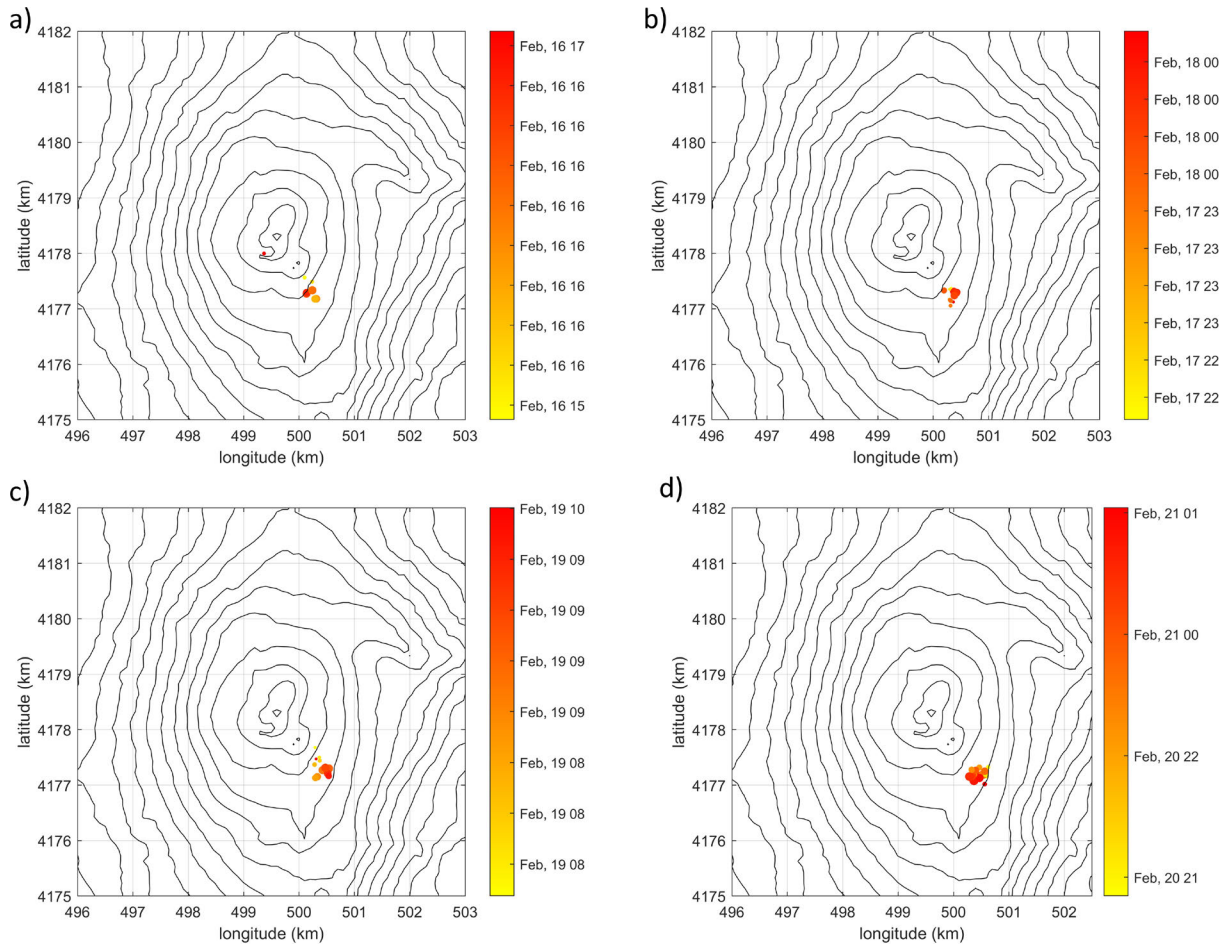 a)
4182
4181
4180
4179
4178
4177
4176
4175
latitude (km)
496 497 498 499 500 501 502 503
longitude (km)
Feb, 16 17
Feb, 16 16
Feb, 16 16
Feb, 16 16
Feb, 16 16
Feb, 16 16
Feb, 16 16
Feb, 16 16
Feb, 16 16
Feb, 16 15
b)
4182
4181
4180
4179
4178
4177
4176
4175
latitude (km)
496 497 498 499 500 501 502 503
longitude (km)
Feb, 18 00
Feb, 18 00
Feb, 18 00
Feb, 18 00
Feb, 17 23
Feb, 17 23
Feb, 17 23
Feb, 17 23
Feb, 17 22
Feb, 17 22
c)
4182
4181
4180
4179
4178
4177
4176
4175
latitude (km)
496 497 498 499 500 501 502 503
longitude (km)
Feb, 19 10
Feb, 19 09
Feb, 19 09
Feb, 19 09
Feb, 19 09
Feb, 19 08
Feb, 19 08
Feb, 19 08
d)
4182
4181
4180
4179
4178
4177
4176
4175
latitude (km)
496 497 498 499 500 501 502
longitude (km)
Feb, 21 01
Feb, 21 00
Feb, 20 22
Feb, 20 21